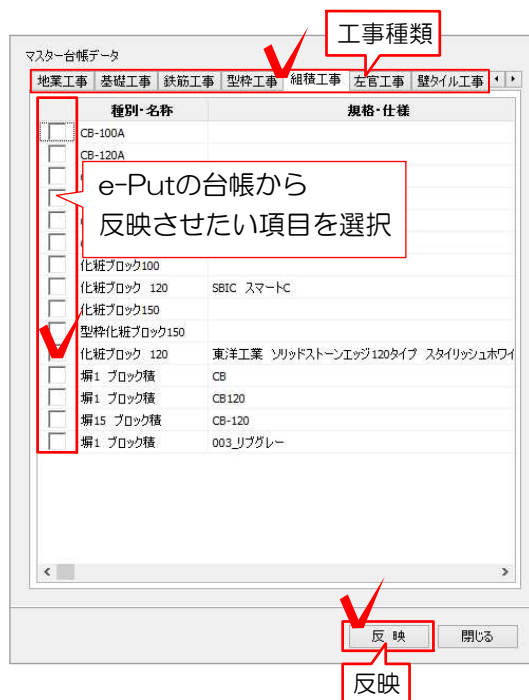 工事種類
マスター台帳データ
地業工事 基礎工事 鉄筋工事 型枠工事 組積工事 左官工事 壁タイル工事
種別・名称 規格・仕様
CB-100A
CB-120A
e-Putの台帳から
反映させたい項目を選択
化粧ブロック100
化粧ブロック 120 SBIC スマートC
化粧ブロック150
型枠化粧ブロック150
化粧ブロック 120 東洋工業 ソリッドストーンエッジ120タイプ スタイリッシュホワイ
塀1 ブロック積 CB
塀1 ブロック積 CB120
塀15 ブロック積 CB-120
塀1 ブロック積 003_リブグレー
反 映 閉じる
反映